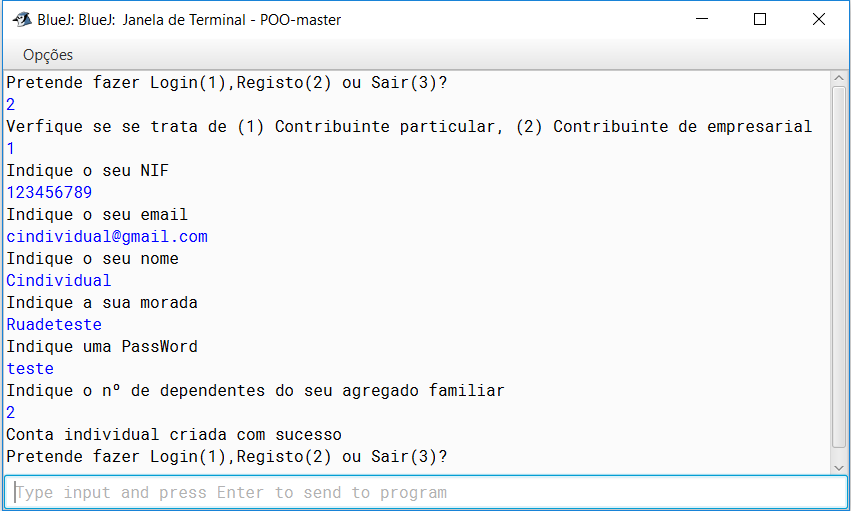 BlueJ: BlueJ: Janela de Terminal - POO-master
Opções
Pretende fazer Login(1),Registo(2) ou Sair(3)?
2
Verfique se se trata de (1) Contribuinte particular, (2) Contribuinte de empresarial
1
Indique o seu NIF
123456789
Indique o seu email
cindividual@gmail.com
Indique o seu nome
Cindividual
Indique a sua morada
Ruadeteste
Indique uma PassWord
teste
Indique o nº de dependentes do seu agregado familiar
2
Conta individual criada com sucesso
Pretende fazer Login(1),Registo(2) ou Sair(3)?
Type input and press Enter to send to program